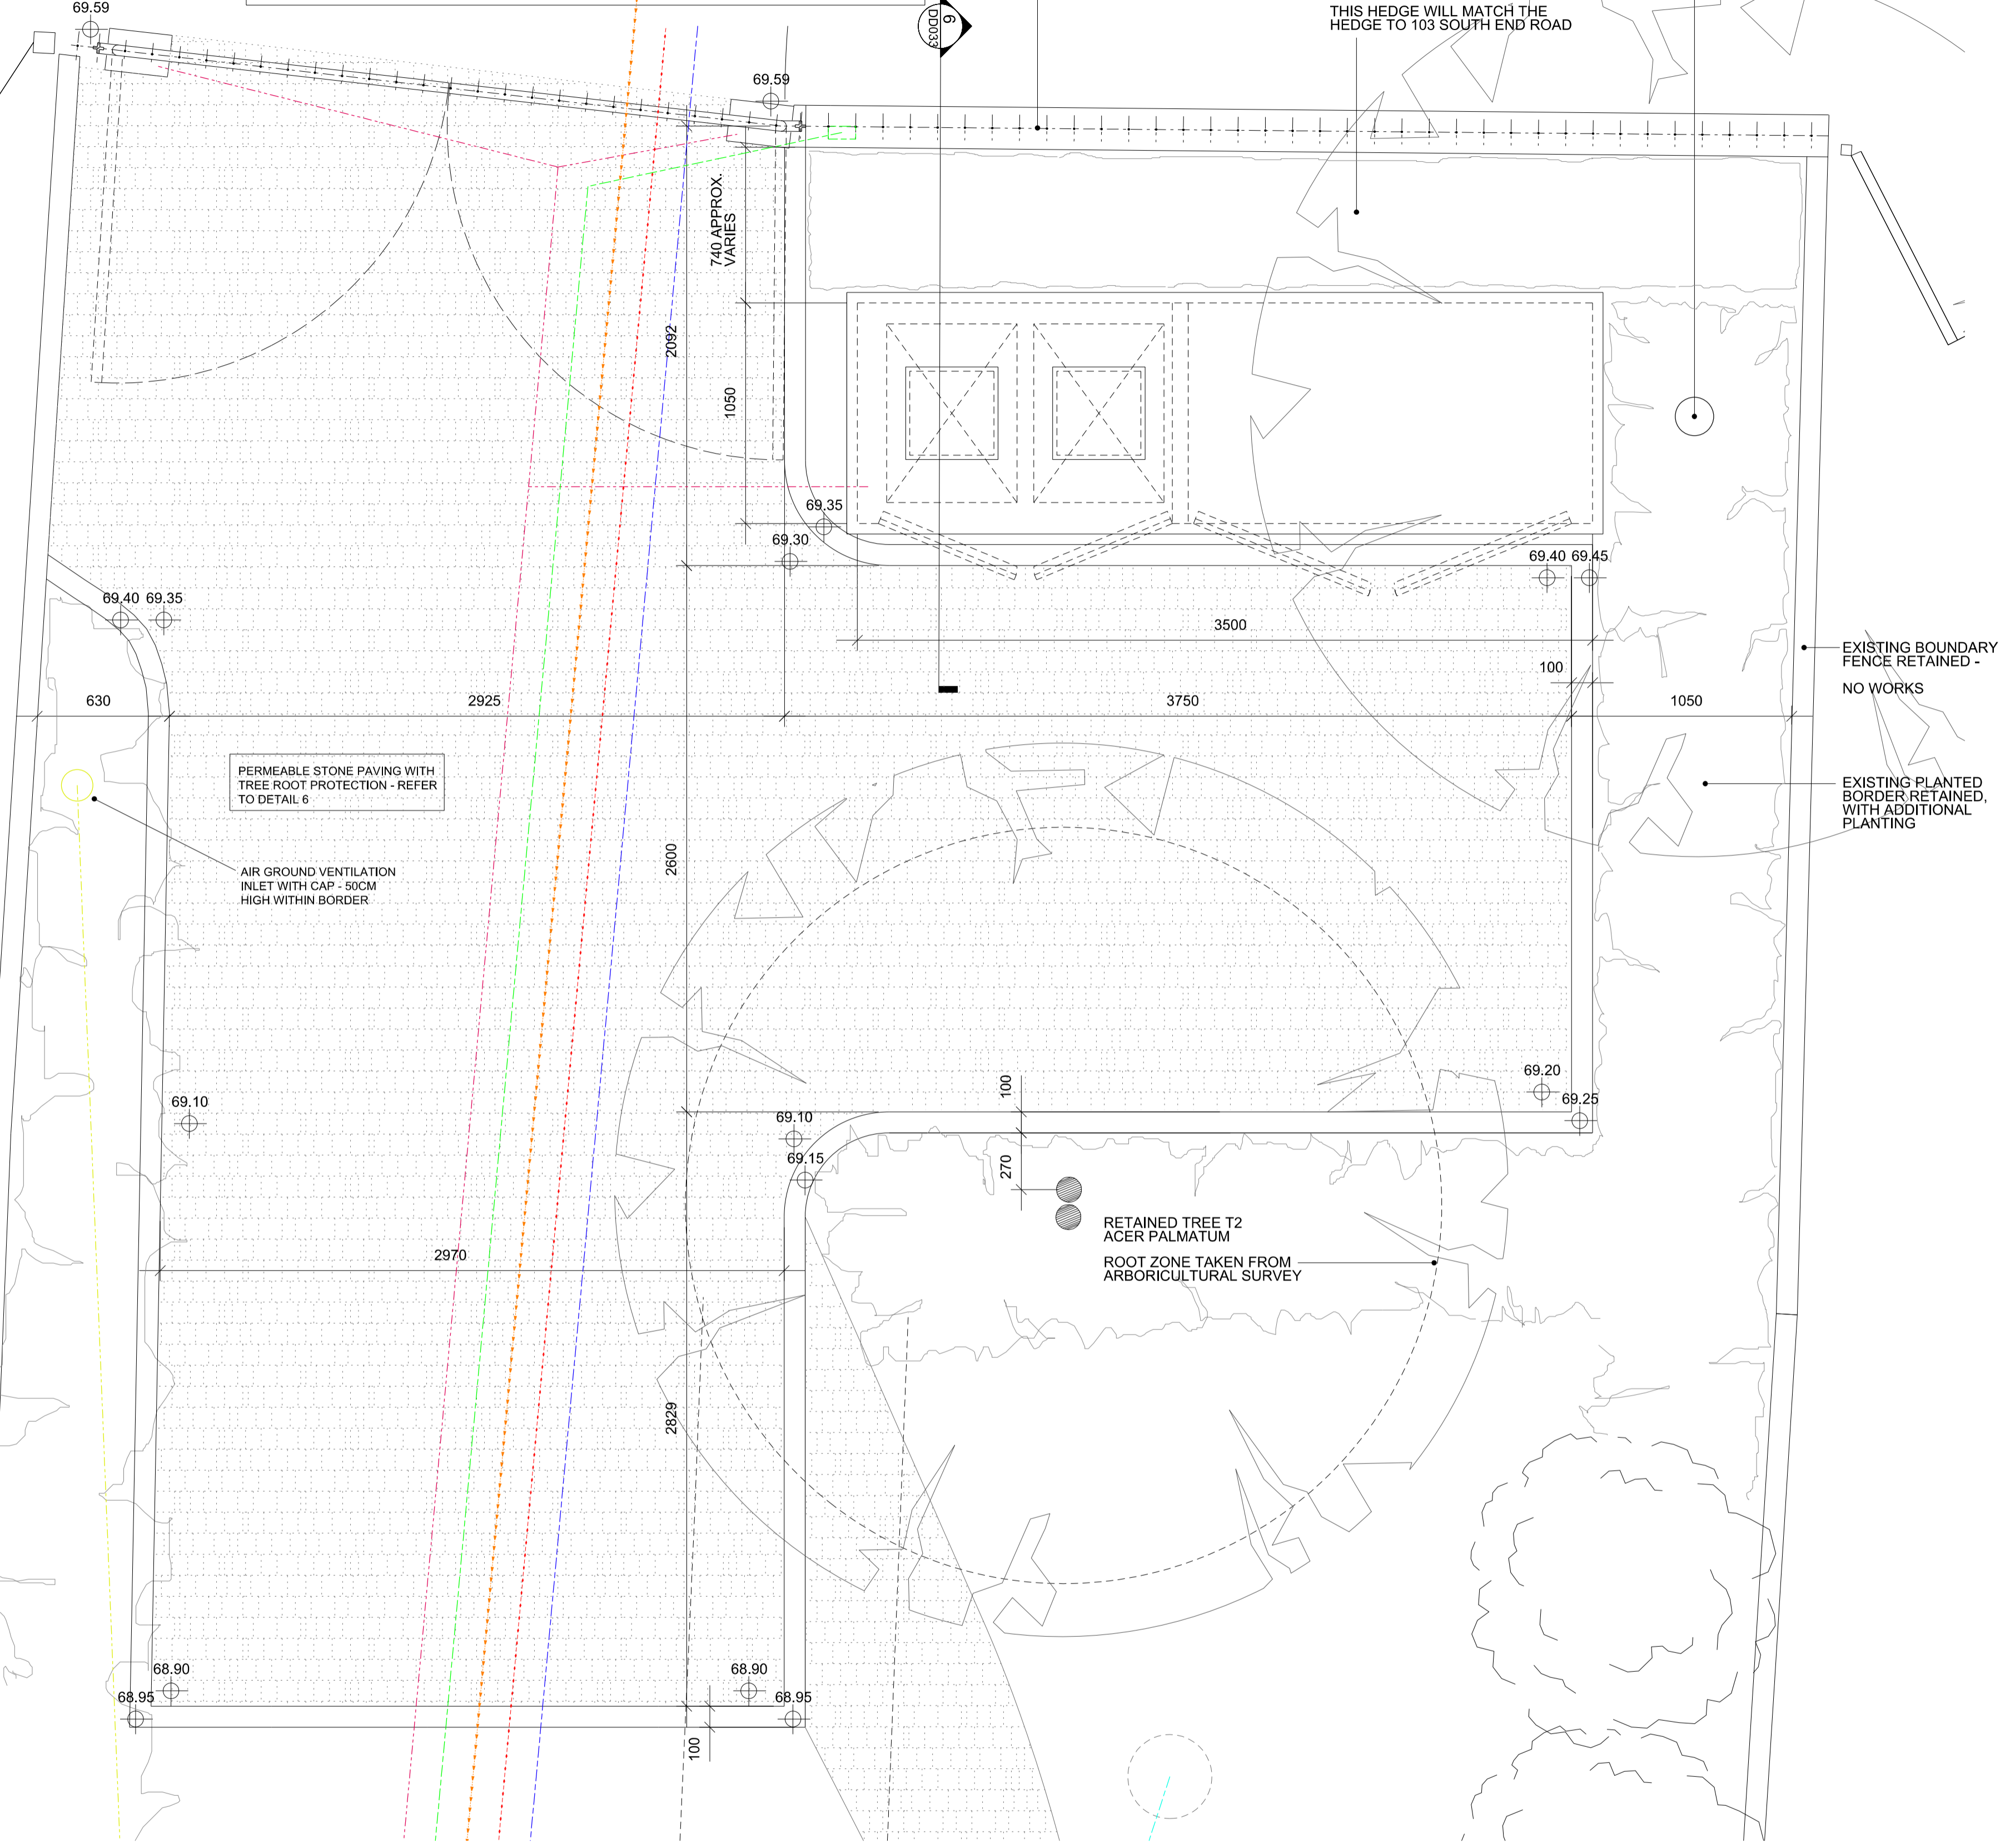 69.59
6
DD033
THIS HEDGE WILL MATCH THE
HEDGE TO 103 SOUTH END ROAD
69.59
740 APPROX.
VARIES
2092
1050
69.35
69.30
69.40 69.45
69.40 69.35
3500
100
EXISTING BOUNDARY
FENCE RETAINED -
NO WORKS
630
2925
3750
1050
PERMEABLE STONE PAVING WITH
TREE ROOT PROTECTION - REFER
TO DETAIL 6
EXISTING PLANTED
BORDER RETAINED,
WITH ADDITIONAL
PLANTING
AIR GROUND VENTILATION
INLET WITH CAP - 50CM
HIGH WITHIN BORDER
2600
69.10
69.10
69.15
100
270
69.20
69.25
RETAINED TREE T2
ACER PALMATUM
ROOT ZONE TAKEN FROM
ARBORICULTURAL SURVEY
2970
2829
68.90
68.95
68.90
68.95
100